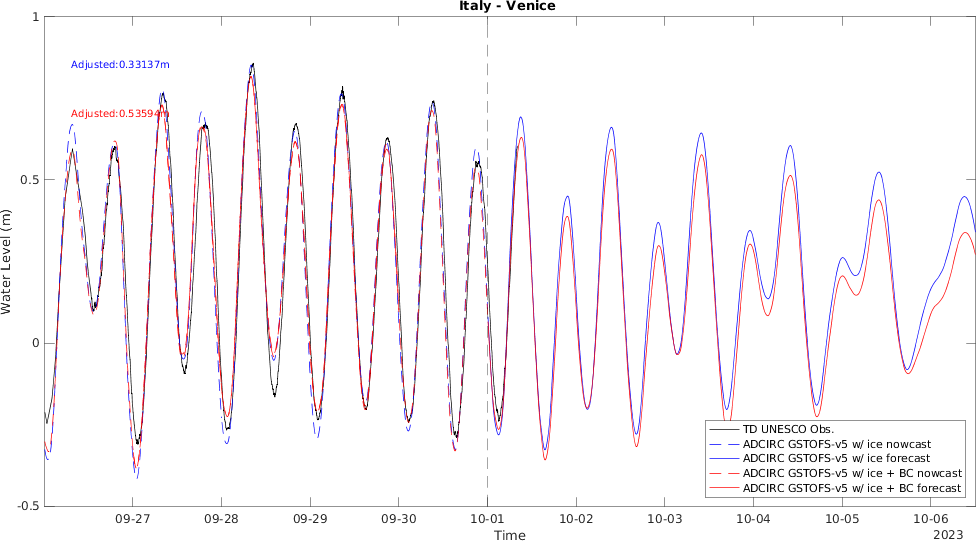 Italy - Venice
1
Adjusted:0.33137m
Adjusted:0.53594m
0.5
Water Level (m)
0
TD UNESCO Obs.
ADCIRC GSTOFS-v5 w/ ice nowcast
ADCIRC GSTOFS-v5 w/ ice forecast
ADCIRC GSTOFS-v5 w/ ice + BC nowcast
ADCIRC GSTOFS-v5 w/ ice + BC forecast
-0.5
09-27 09-28 09-29 09-30 10-01 10-02 10-03 10-04 10-05 10-06
Time
2023